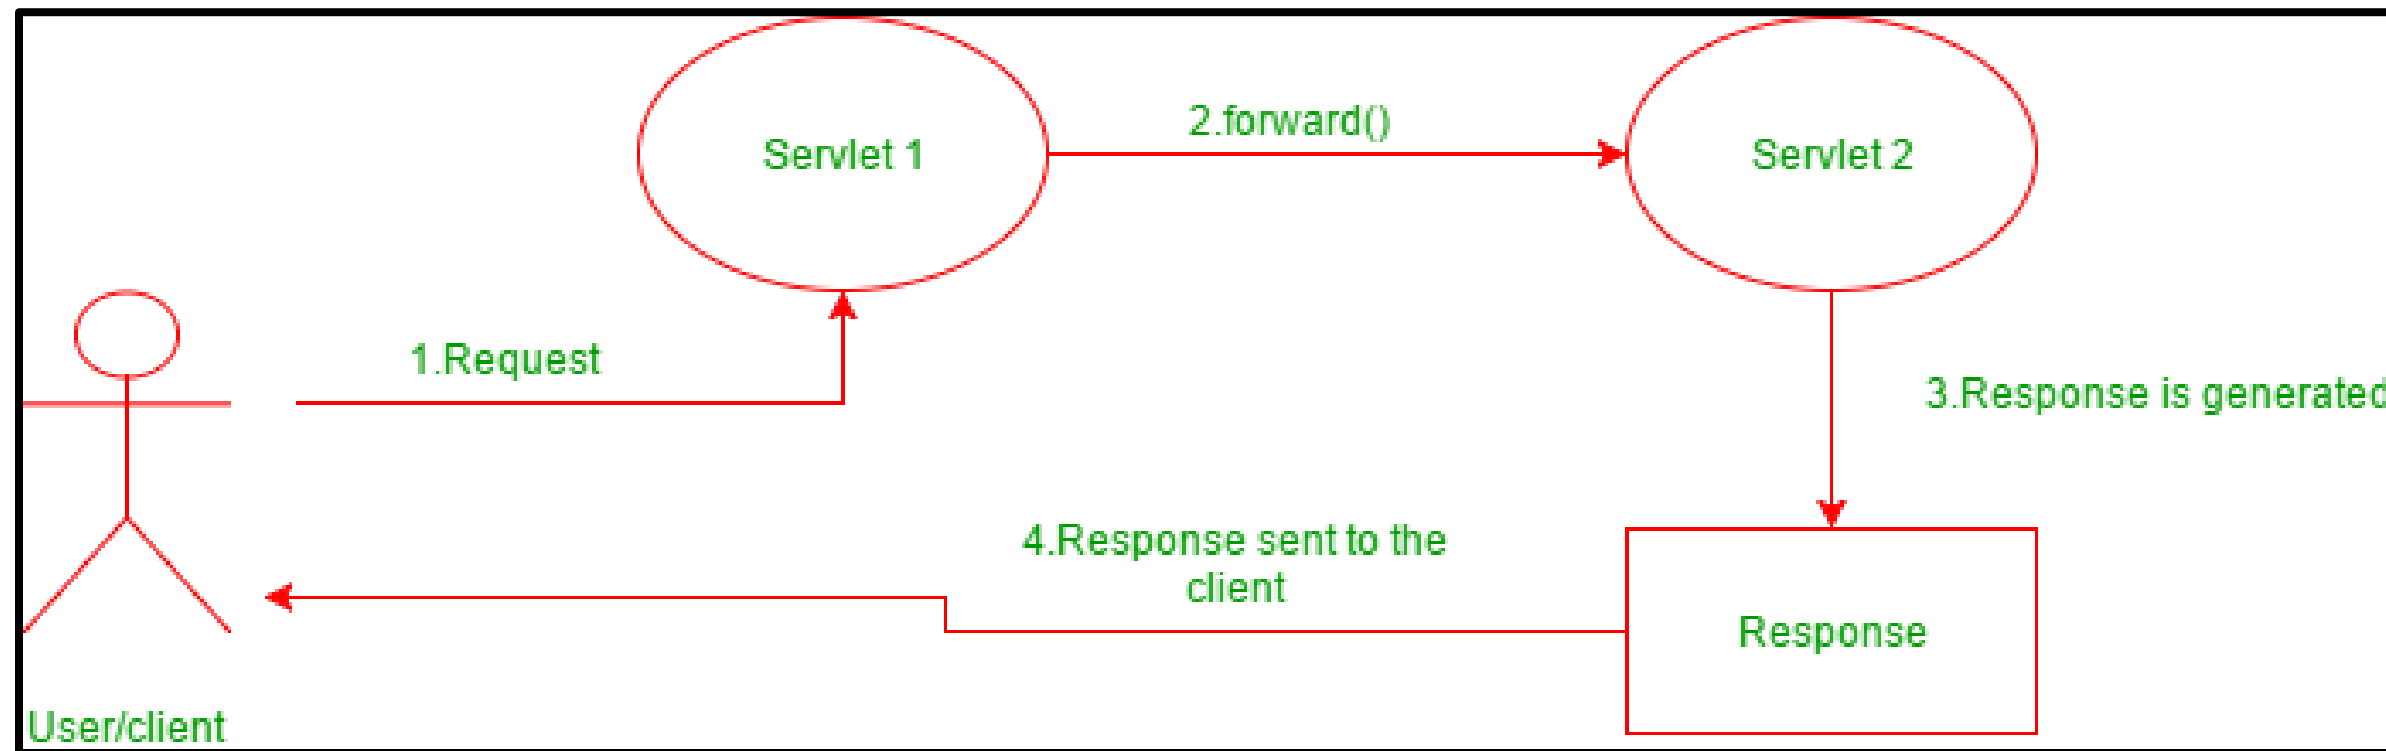 Servlet 1
2.forward()
Servlet 2
1.Request
3.Response is generated
4.Response sent to the
client
Response
User/client